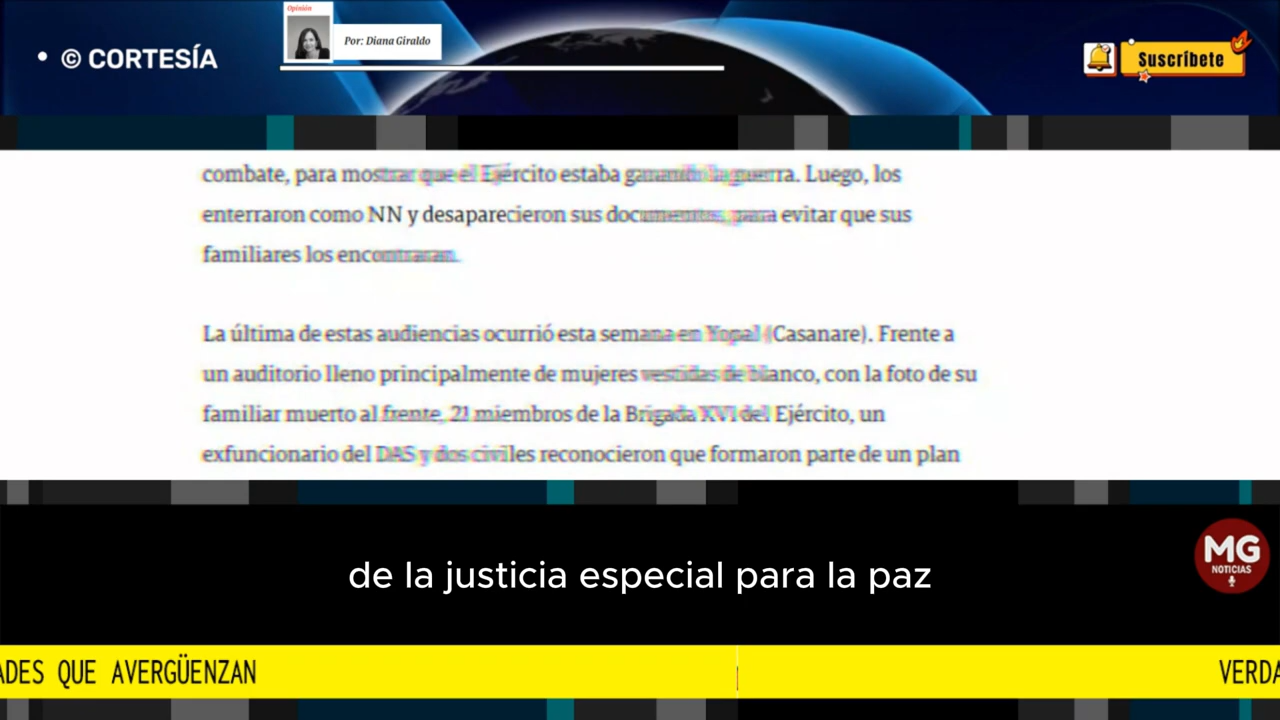 Opinión
• © CORTESÍA
Por: Diana Giraldo
Suscríbete
combate, para mostrar que el Ejército estaba ganando la guerra. Luego, los
enterraron como NN y desaparecieron sus documentos, para evitar que sus
familiares los encontraran.
La última de estas audiencias ocurrió esta semana en Yopal (Casanare). Frente a
un auditorio lleno principalmente de mujeres vestidas de blanco, con la foto de su
familiar muerto al frente, 21 miembros de la Brigada XVI del Ejército, un
exfuncionario del DAS y dos civiles reconocieron que formaron parte de un plan
MG
NOTICIAS
de la justicia especial para la paz
ADES QUE AVERGÜENZAN
VERDA